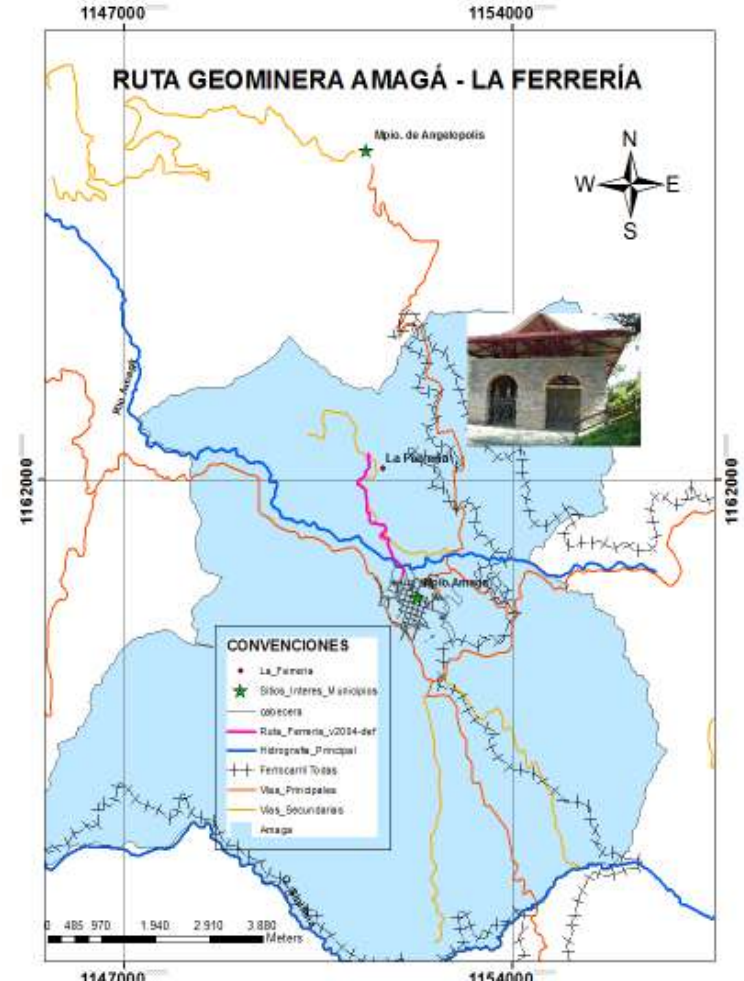 1147000 1154000
RUTA GEOMINERA AMAGÁ - LA FERRERÍA
Mpio. de Angelopolis
N
W E
S
Rio Amagá
La Ferreria
1162000 1162000
Mpio. Amaga
CONVENCIONES
La_Ferreria
Sitios_Interes_Municipios
cabecera
Ruta_Ferreria_v2004-def
Hidrografia_Principal
Ferrocarril Todas
Vias_Principales
Vias_Secundarias
Amaga
0 485 970 1.940 2.910 3.880
Meters
1147000 1154000